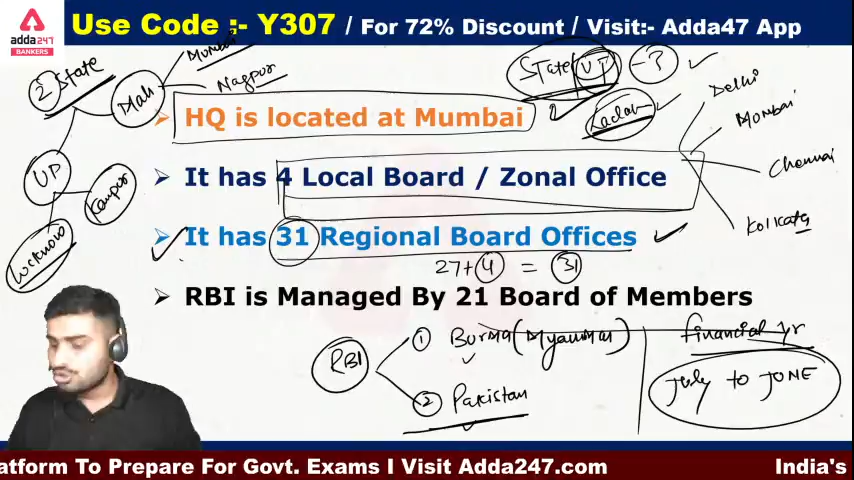 Use Code :- Y307 / For 72% Discount / Visit:- Adda47 App
adda247
BANKERS
2 State
Mah
Mumbai
Nagpur
UP
Kanpur
Lucknow
State/UP - ?
Delhi
Mombai
Chennai
Kolkata
HQ is located at Mumbai
It has 4 Local Board / Zonal Office
It has 31 Regional Board Offices
27+4 = 31
RBI is Managed By 21 Board of Members
RBI
1 Burma (Myanmar)
2 Pakistan
financial yr
July to JUNE
latform To Prepare For Govt. Exams I Visit Adda247.com
India's